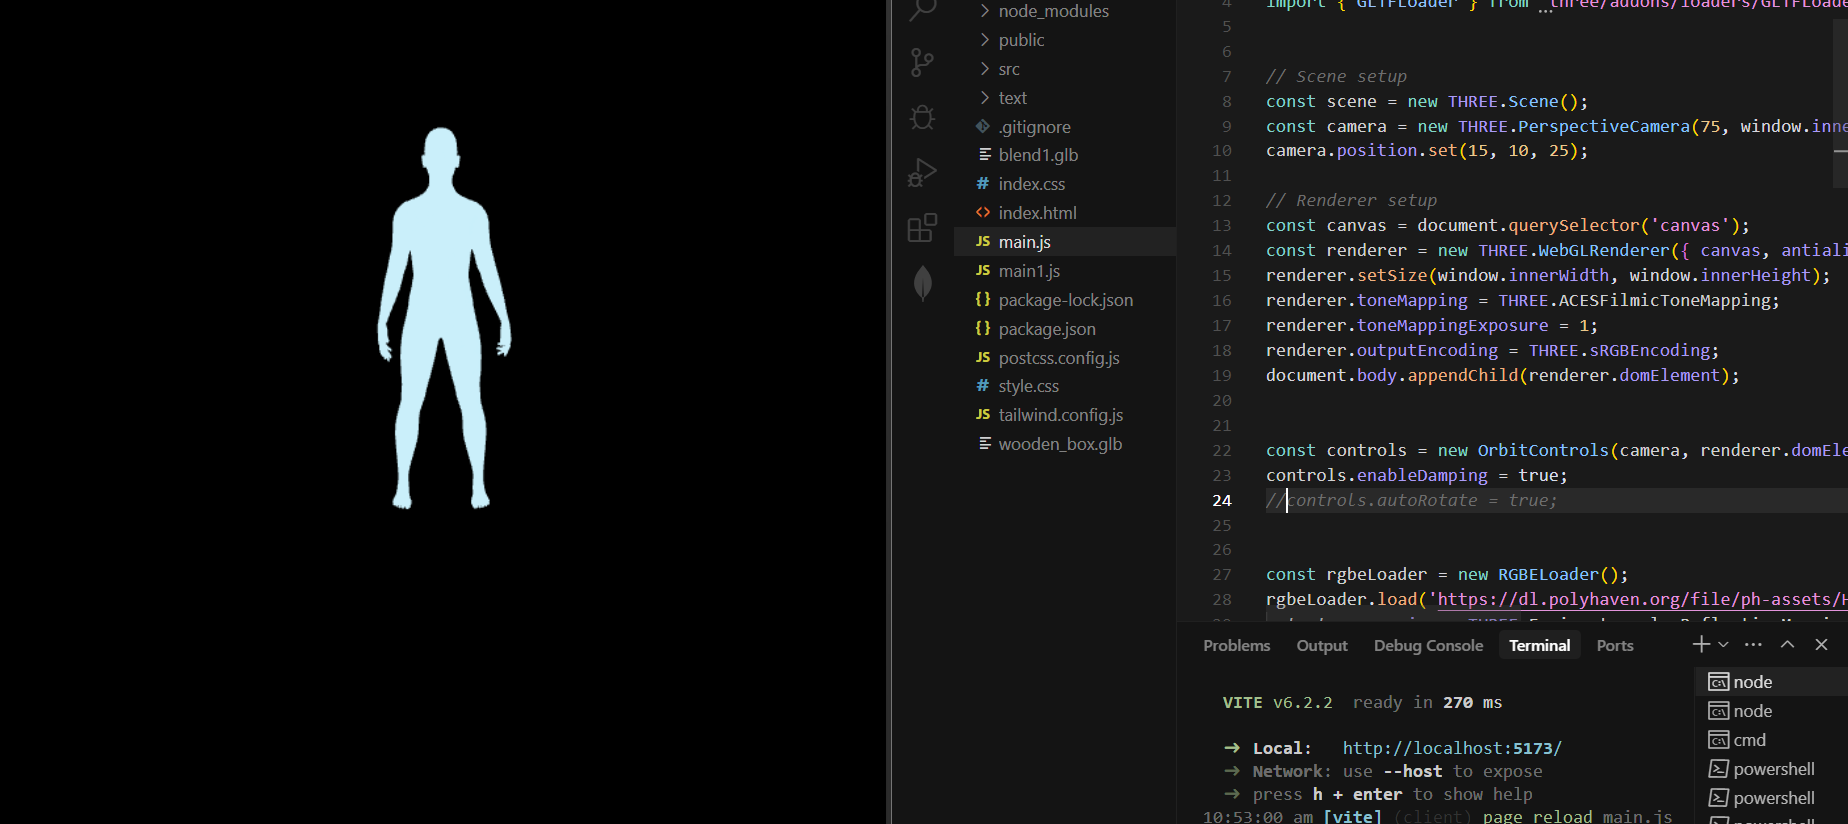 node_modules
public
src
text
.gitignore
blend1.glb
index.css
index.html
main.js
main1.js
package-lock.json
package.json
postcss.config.js
style.css
tailwind.config.js
wooden_box.glb
4 import { GLTFLoader } from 'three/addons/loaders/GLTFLoade
5
6
7 // Scene setup
8 const scene = new THREE.Scene();
9 const camera = new THREE.PerspectiveCamera(75, window.inne
10 camera.position.set(15, 10, 25);
11
12 // Renderer setup
13 const canvas = document.querySelector('canvas');
14 const renderer = new THREE.WebGLRenderer({ canvas, antiali
15 renderer.setSize(window.innerWidth, window.innerHeight);
16 renderer.toneMapping = THREE.ACESFilmicToneMapping;
17 renderer.toneMappingExposure = 1;
18 renderer.outputEncoding = THREE.sRGBEncoding;
19 document.body.appendChild(renderer.domElement);
20
21
22 const controls = new OrbitControls(camera, renderer.domEle
23 controls.enableDamping = true;
24 //controls.autoRotate = true;
25
26
27 const rgbeLoader = new RGBELoader();
28 rgbeLoader.load('https://dl.polyhaven.org/file/ph-assets/H
Problems Output Debug Console Terminal Ports
VITE v6.2.2 ready in 270 ms
➜ Local: http://localhost:5173/
➜ Network: use --host to expose
➜ press h + enter to show help
10:53:00 am [vite] (client) page reload main.js
node
node
cmd
powershell
powershell
powershell